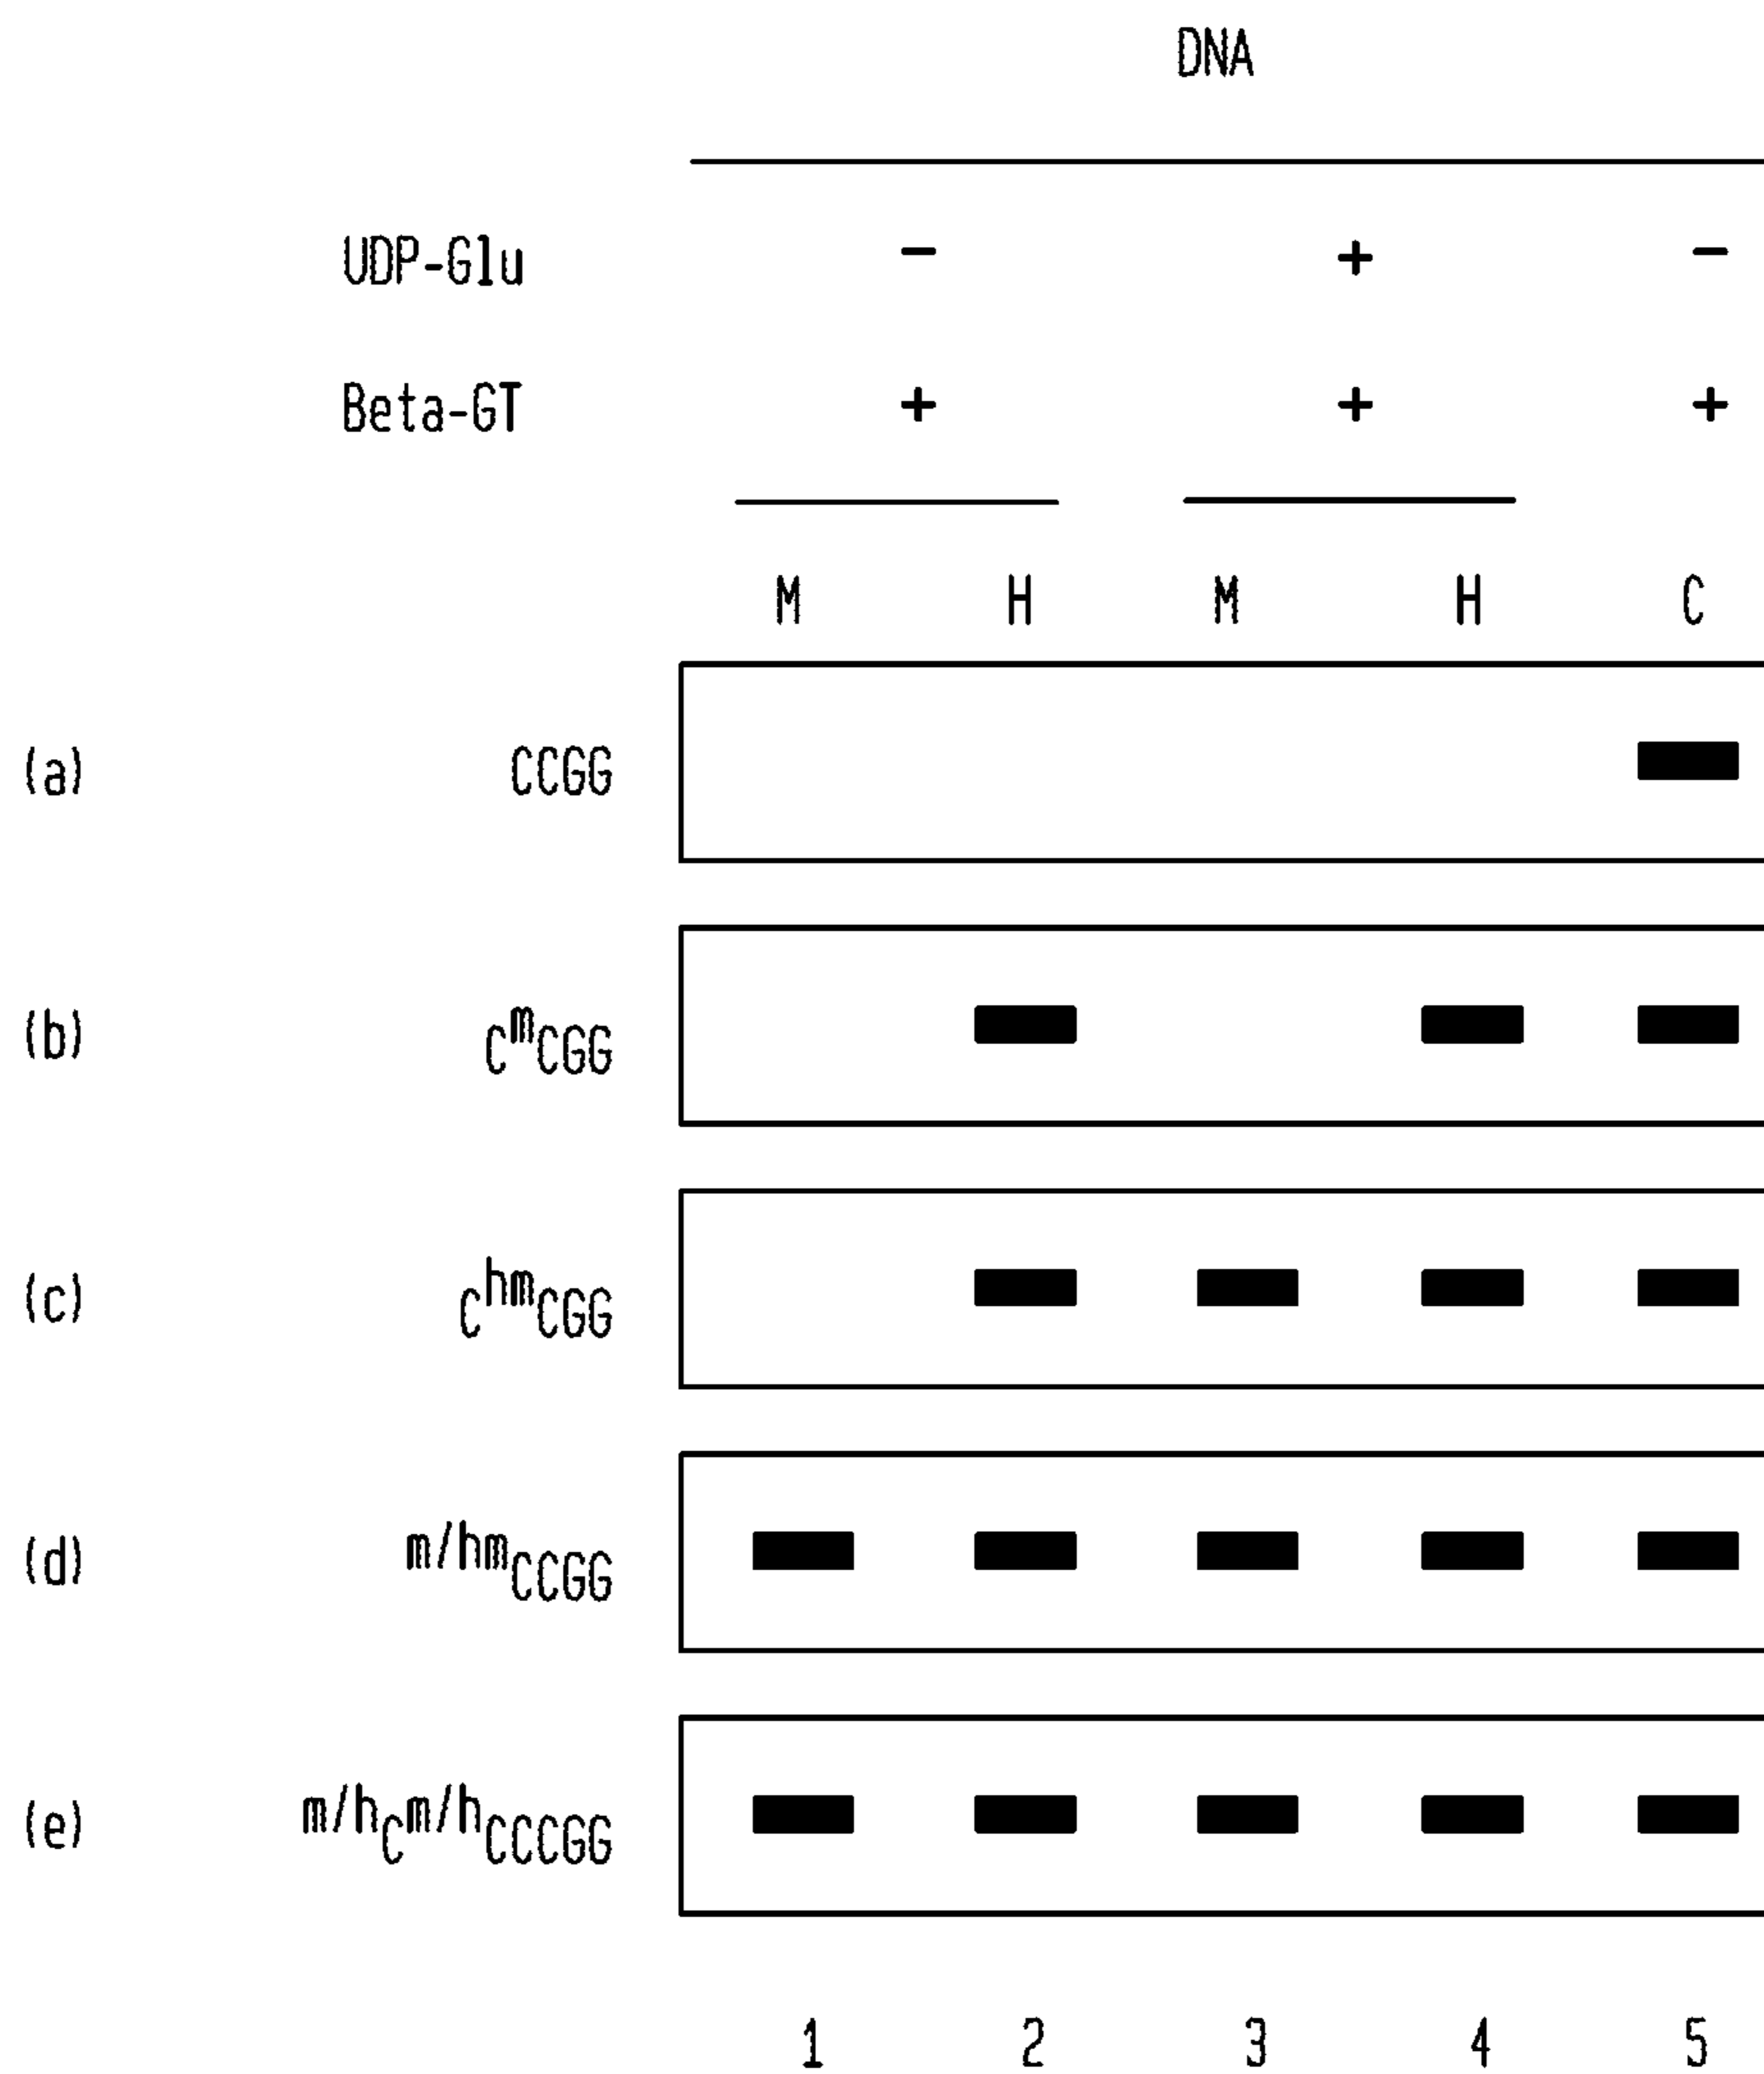 DNA
UDP-Glu - + -
Beta-GT + + +
M H M H C
(a) CCGG
(b) CmCGG
(c) ChmCGG
(d) m/hmCCGG
(e) m/hCm/hCCCGG
1 2 3 4 5